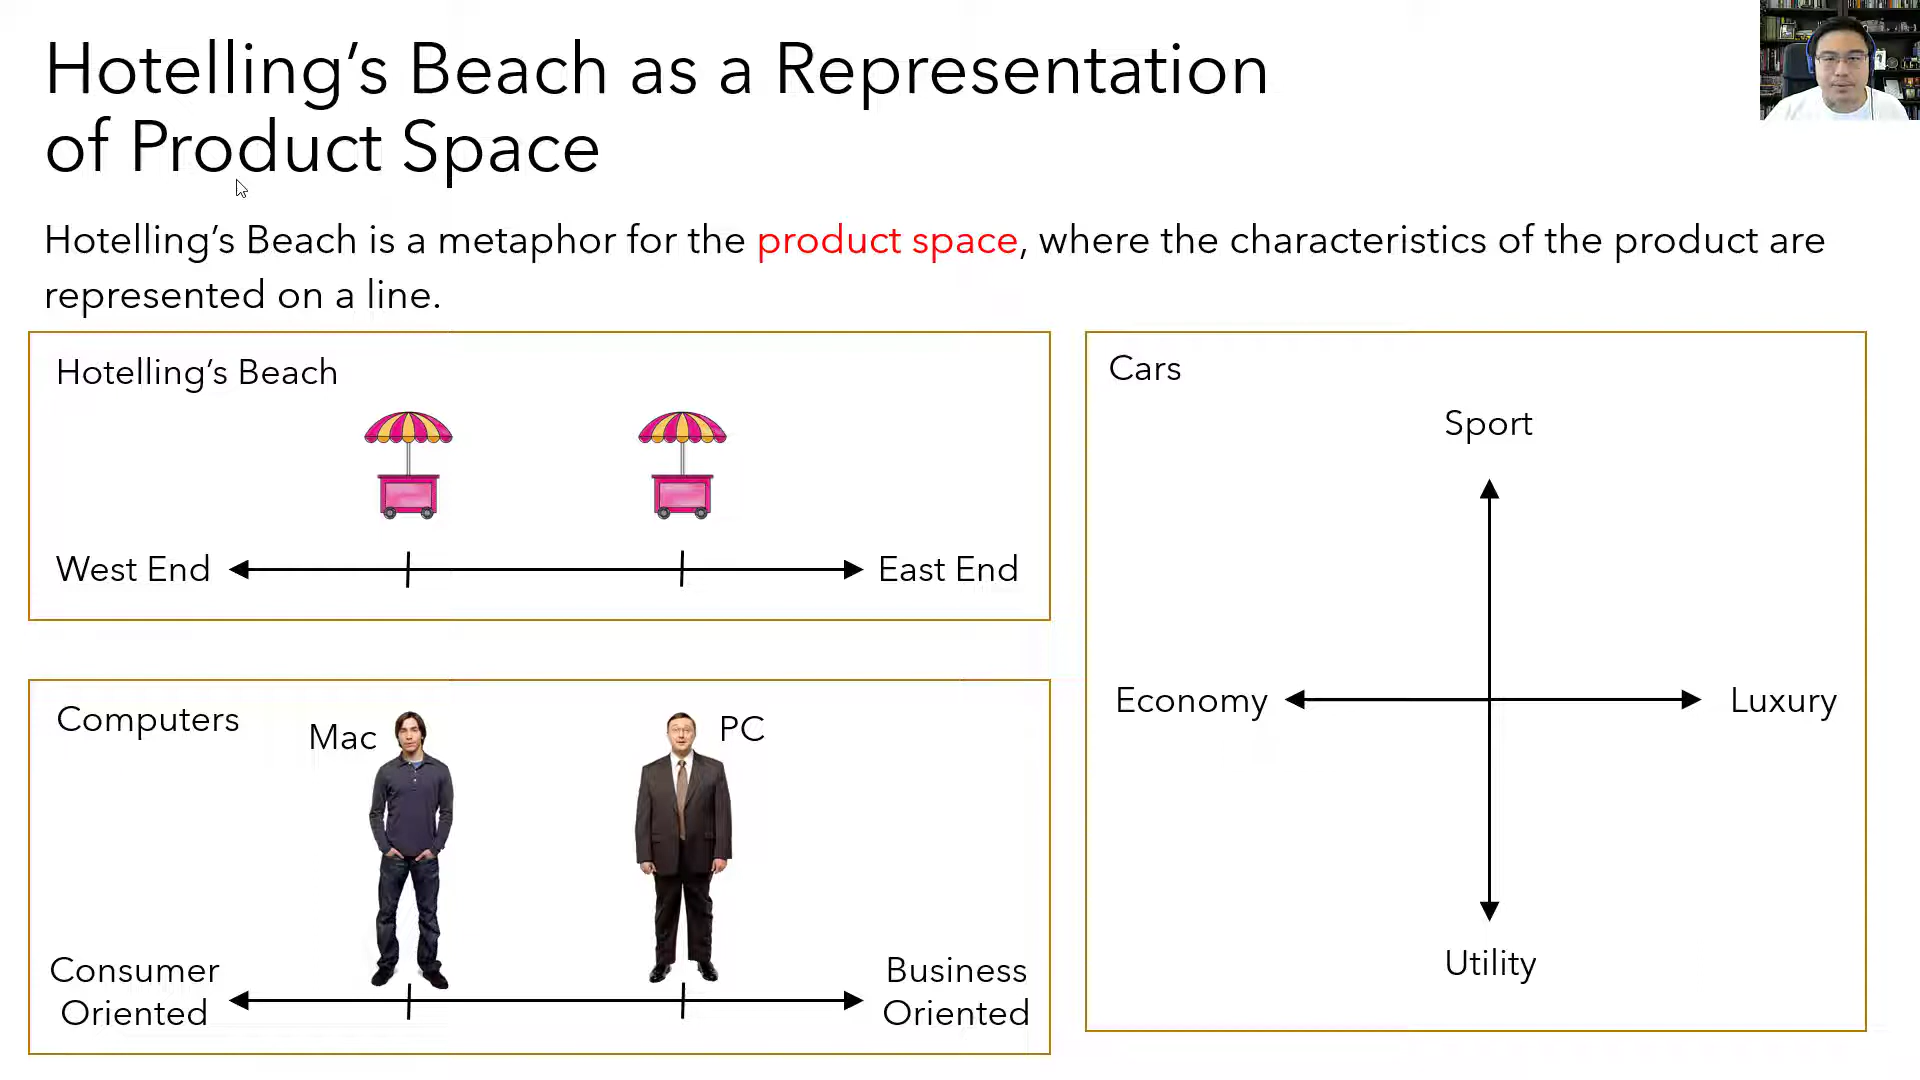 Hotelling’s Beach as a Representation
of Product Space
Hotelling’s Beach is a metaphor for the product space, where the characteristics of the product are
represented on a line.
Hotelling’s Beach
West End
East End
Computers
Mac
PC
Consumer
Oriented
Business
Oriented
Cars
Sport
Economy
Luxury
Utility